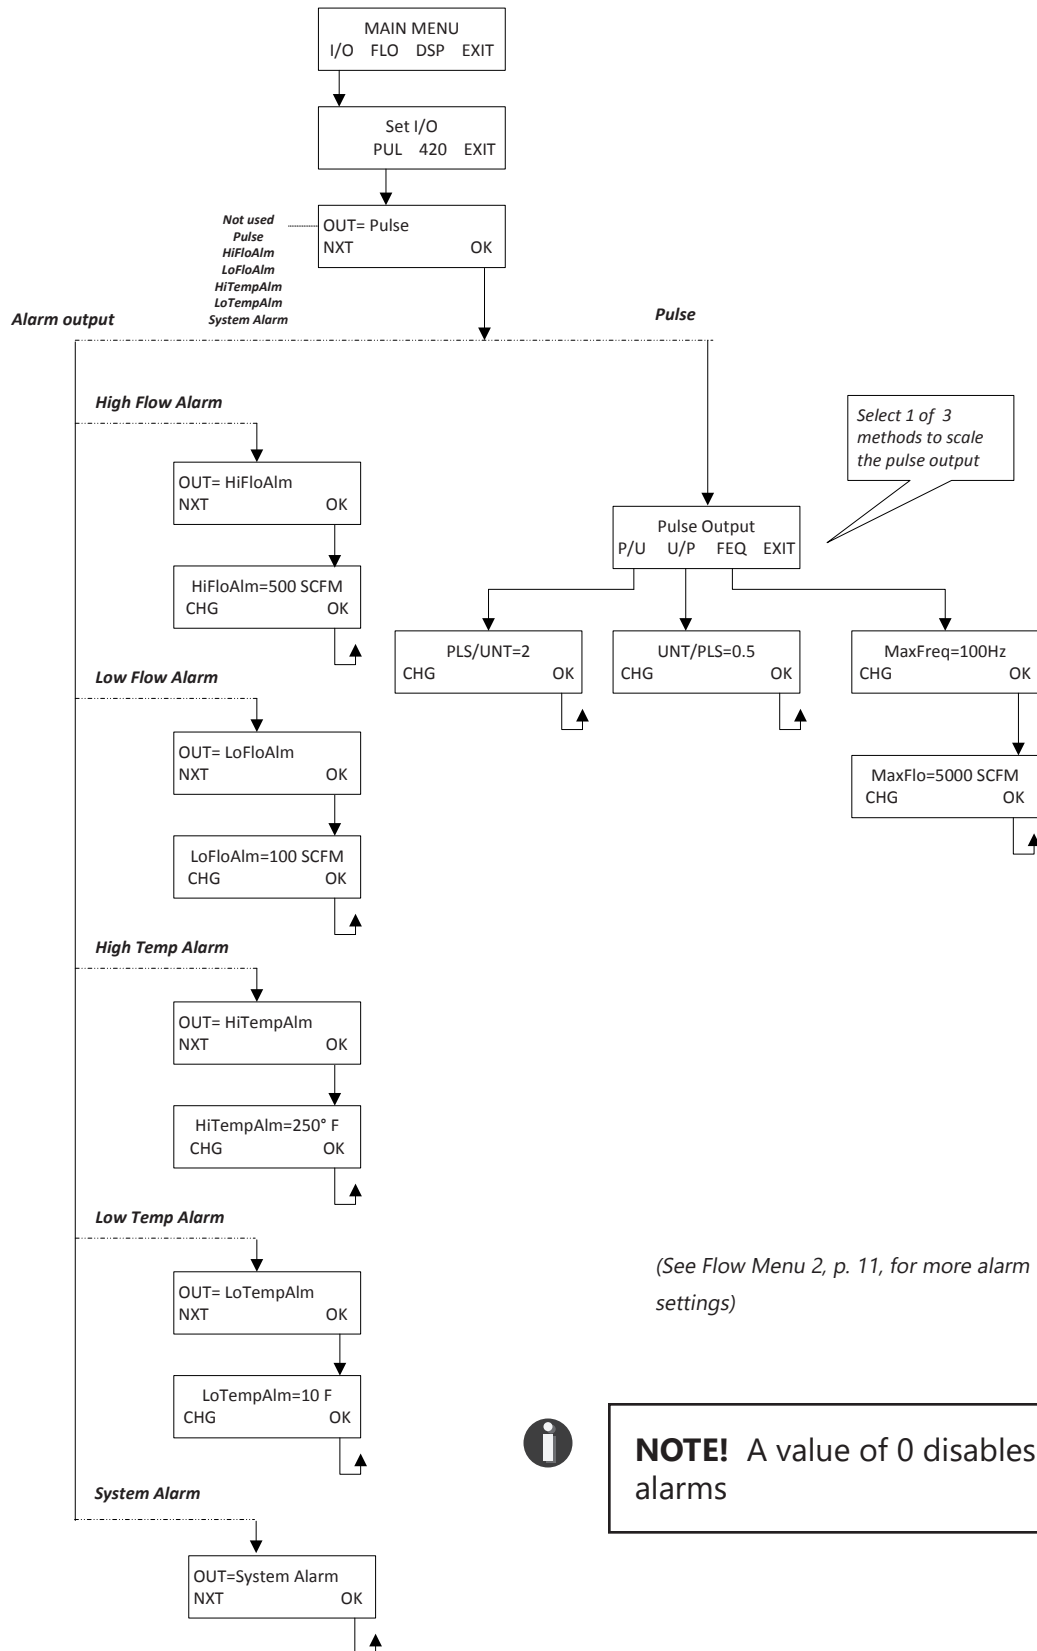 MAIN MENU
I/O FLO DSP EXIT
Set I/O
PUL 420 EXIT
OUT= Pulse
NXT OK
Not used
Pulse
HiFloAlm
LoFloAlm
HiTempAlm
LoTempAlm
System Alarm
Alarm output
Pulse
High Flow Alarm
OUT= HiFloAlm
NXT OK
HiFloAlm=500 SCFM
CHG OK
Low Flow Alarm
OUT= LoFloAlm
NXT OK
LoFloAlm=100 SCFM
CHG OK
High Temp Alarm
OUT= HiTempAlm
NXT OK
HiTempAlm=250° F
CHG OK
Low Temp Alarm
OUT= LoTempAlm
NXT OK
LoTempAlm=10 F
CHG OK
System Alarm
OUT=System Alarm
NXT OK
Select 1 of 3
methods to scale
the pulse output
Pulse Output
P/U U/P FEQ EXIT
PLS/UNT=2
CHG OK
UNT/PLS=0.5
CHG OK
MaxFreq=100Hz
CHG OK
MaxFlo=5000 SCFM
CHG OK
(See Flow Menu 2, p. 11, for more alarm
settings)
NOTE! A value of 0 disables
alarms